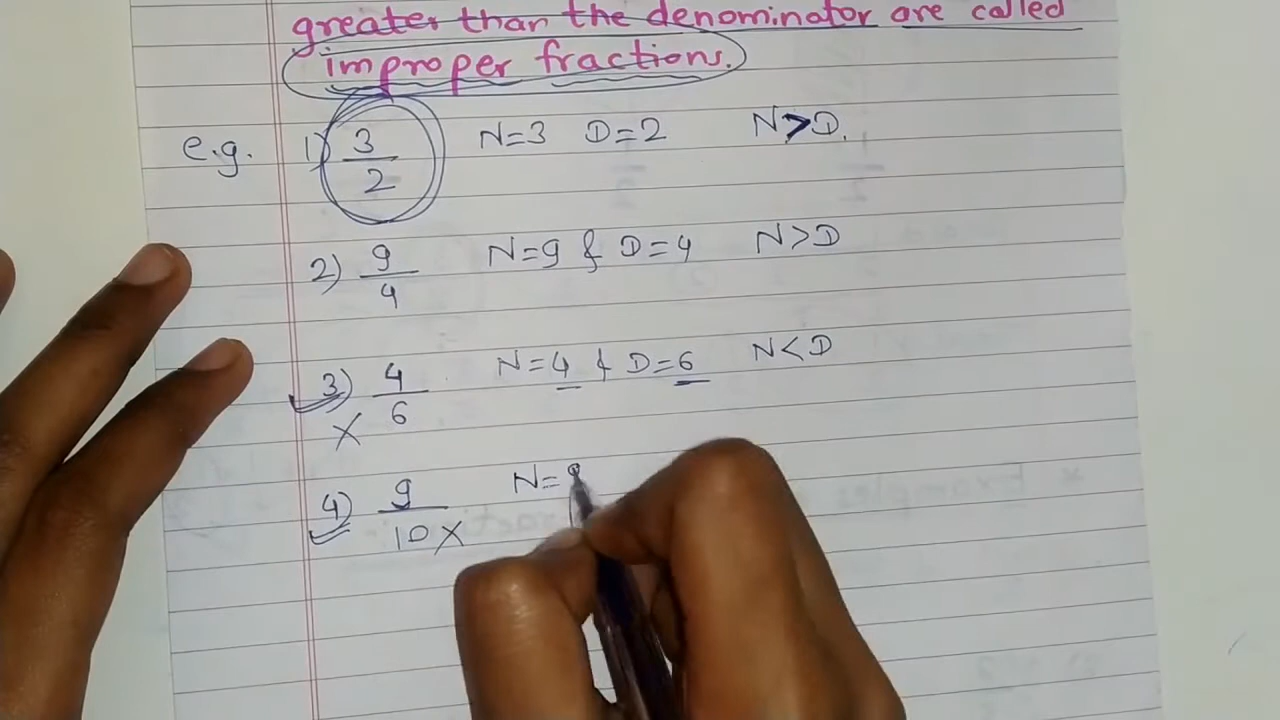 greater than the denominator are called
improper fractions.
e.g. 1) 3/2 N=3 D=2 N>D.
2) 9/4 N=9 & D=4 N>D
3) 4/6 N=4 & D=6 N<D
X
4) 9/10 X N=9